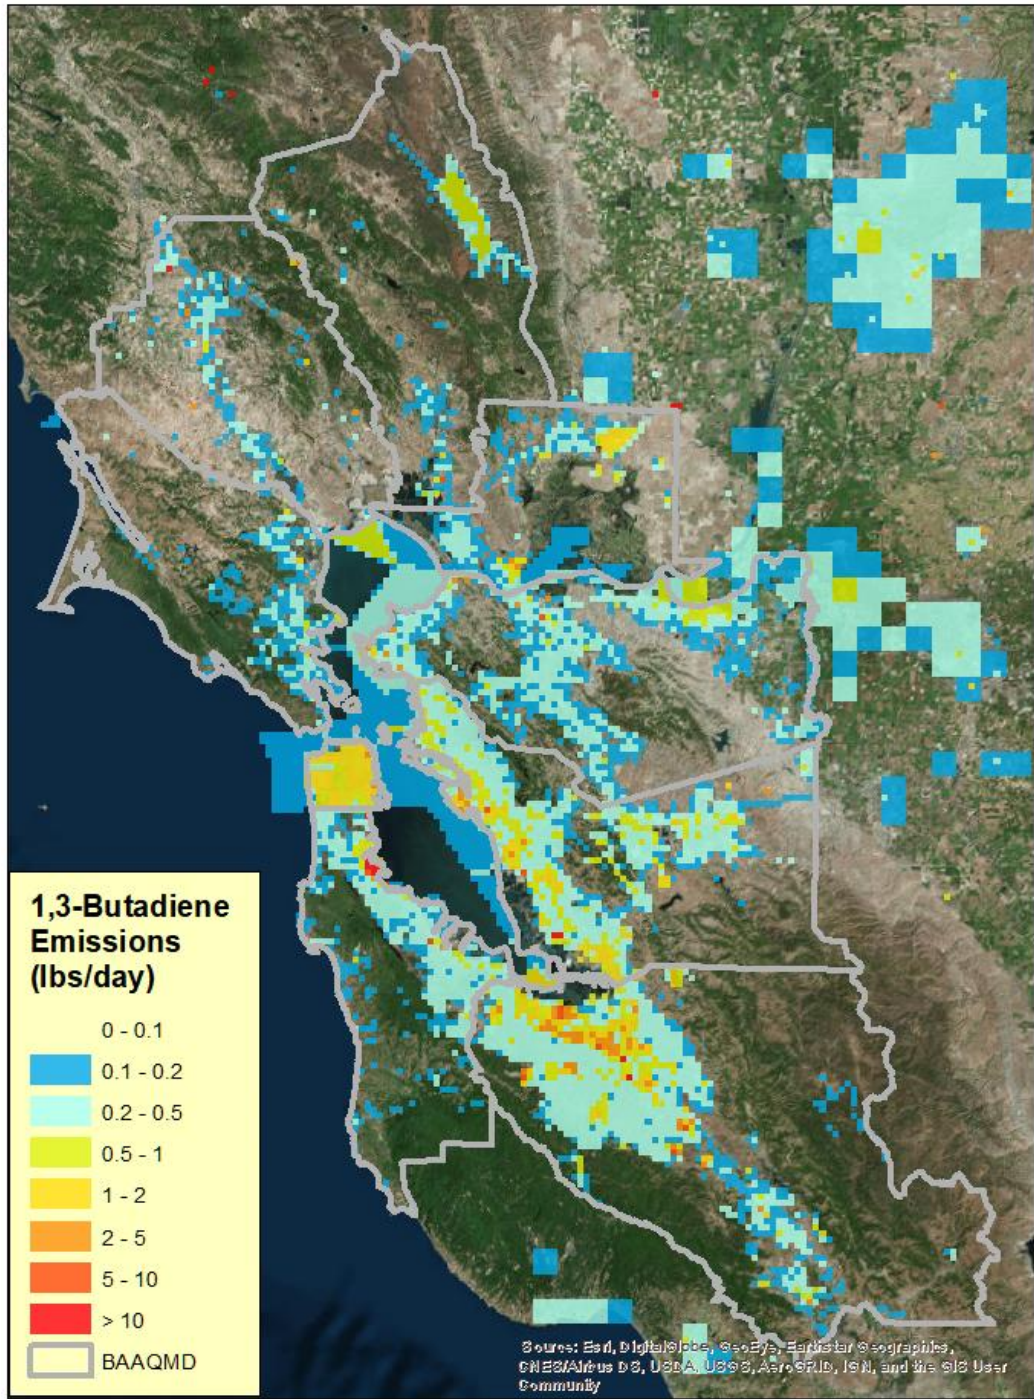 1,3-Butadiene
Emissions
(lbs/day)
0 - 0.1
0.1 - 0.2
0.2 - 0.5
0.5 - 1
1 - 2
2 - 5
5 - 10
> 10
BAAQMD
Source: Esri, DigitalGlobe, GeoEye, Earthstar Geographics,
CNES/Airbus DS, USDA, USGS, AeroGRID, IGN, and the GIS User
Community